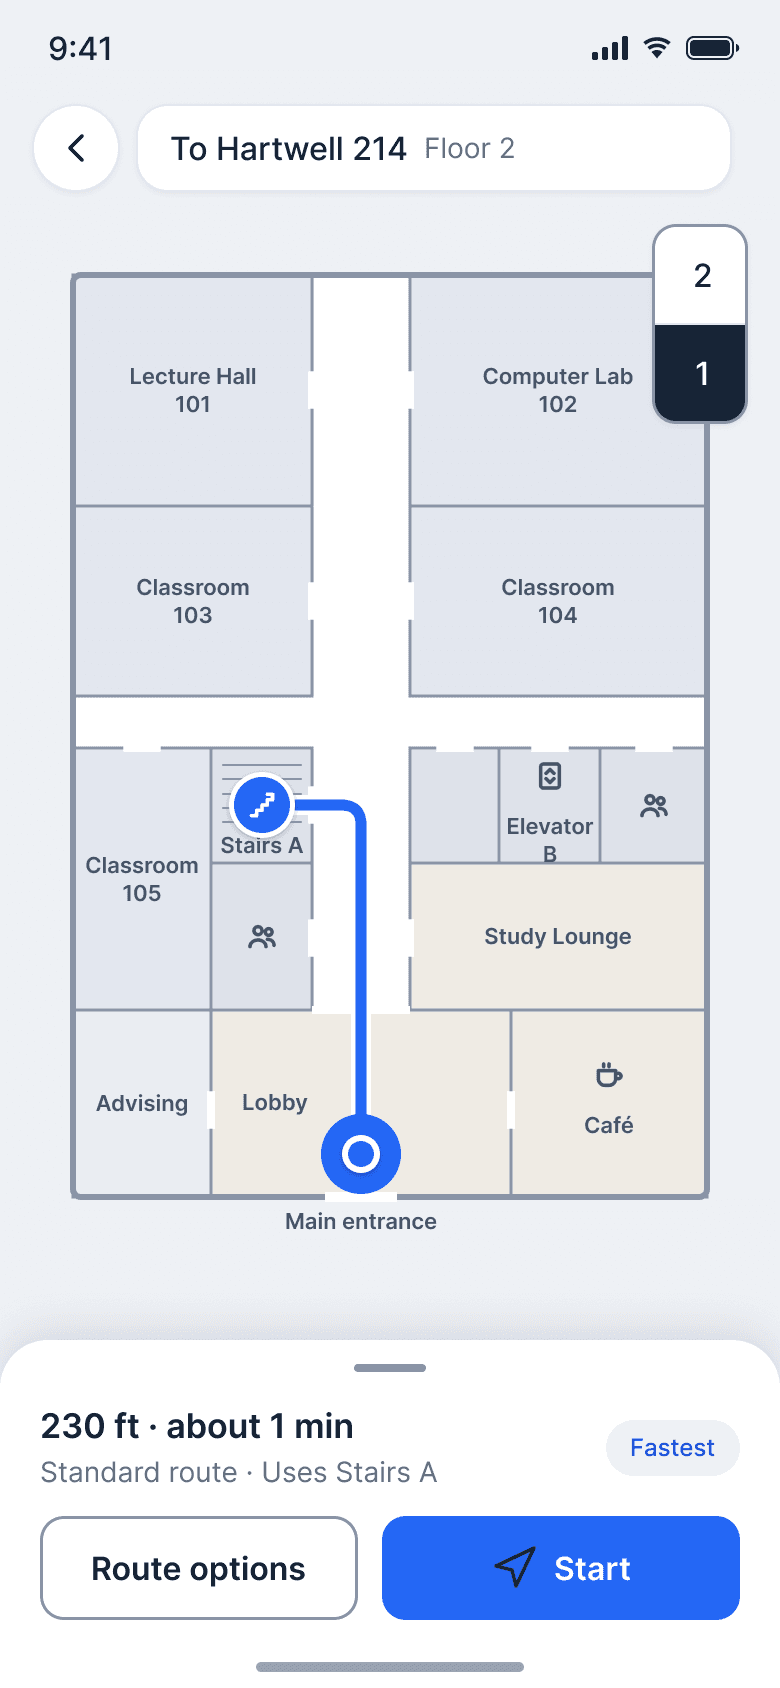 9:41
To Hartwell 214 Floor 2
2
1
Lecture Hall
101
Computer Lab
102
Classroom
103
Classroom
104
Stairs A
Elevator
B
Classroom
105
Study Lounge
Advising
Lobby
Café
Main entrance
230 ft · about 1 min
Standard route · Uses Stairs A
Fastest
Route options
Start